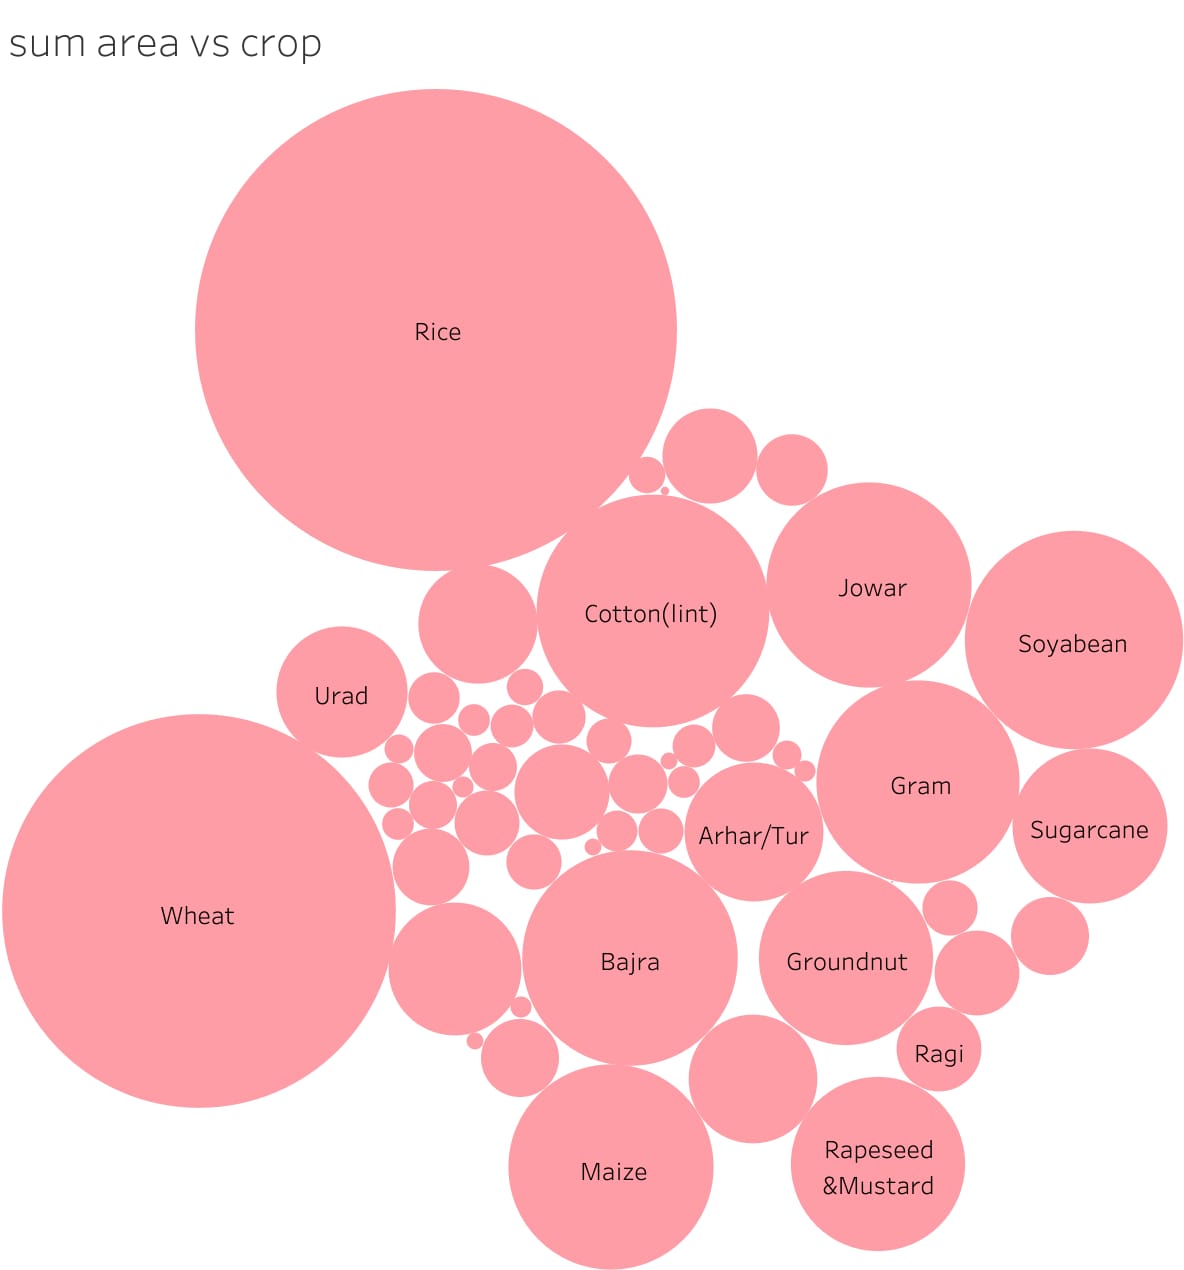 sum area vs crop
Rice
Jowar
Cotton(lint)
Soyabean
Urad
Gram
Sugarcane
Arhar/Tur
Wheat
Bajra
Groundnut
Ragi
Rapeseed
&Mustard
Maize